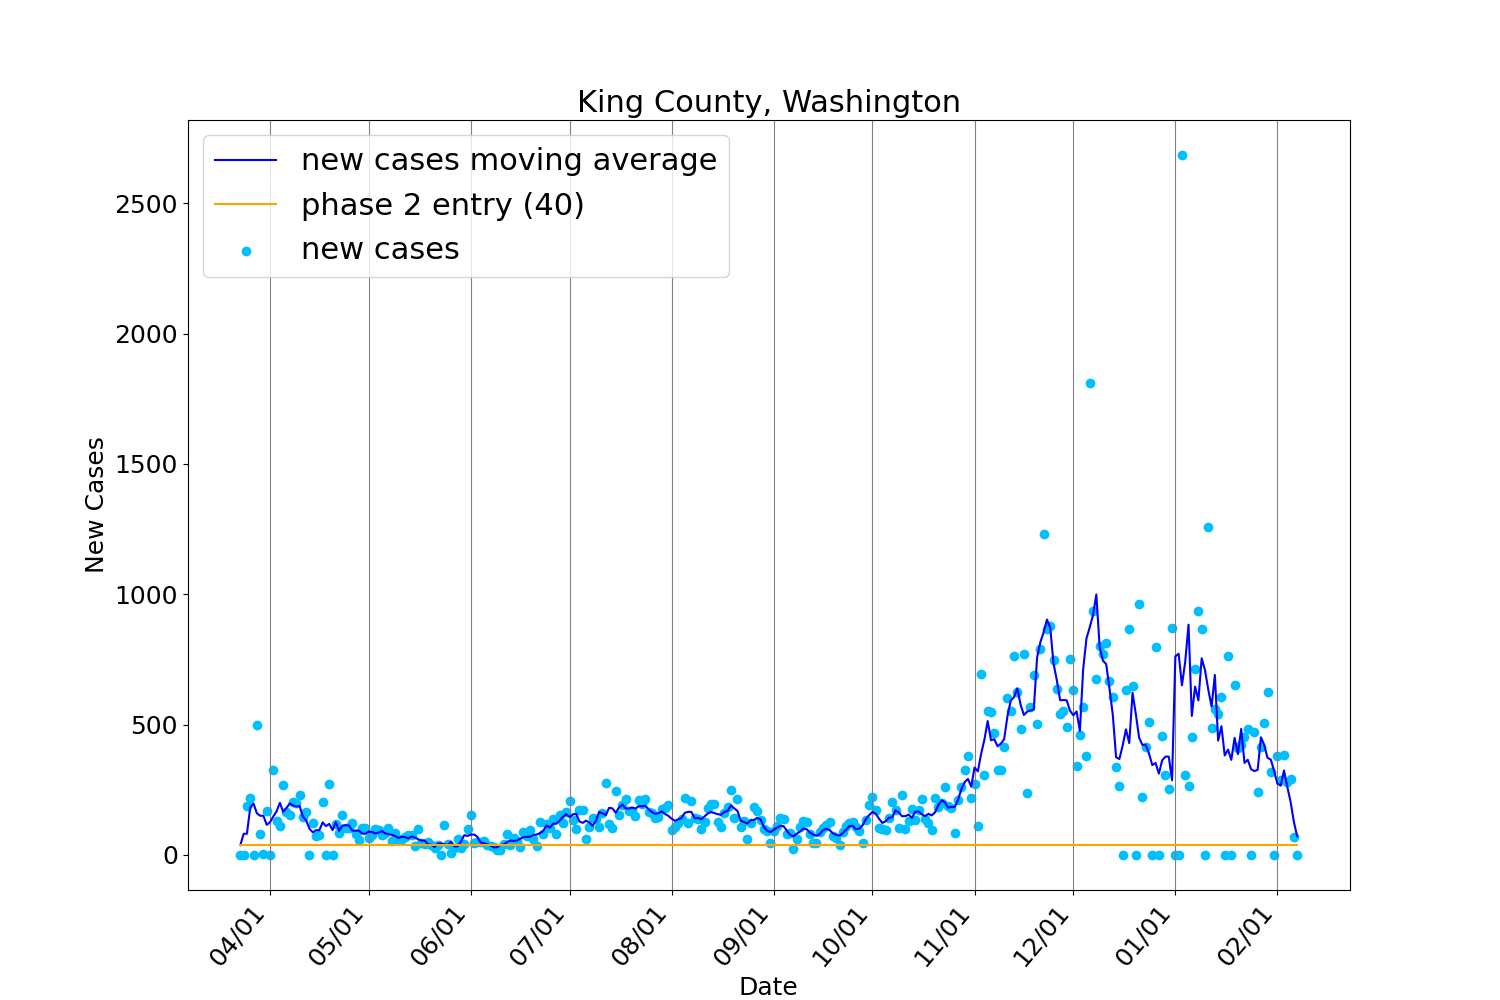 King County, Washington
new cases moving average
phase 2 entry (40)
new cases
2500
2000
1500
1000
500
0
New Cases
04/01
05/01
06/01
07/01
08/01
09/01
10/01
11/01
12/01
01/01
02/01
Date